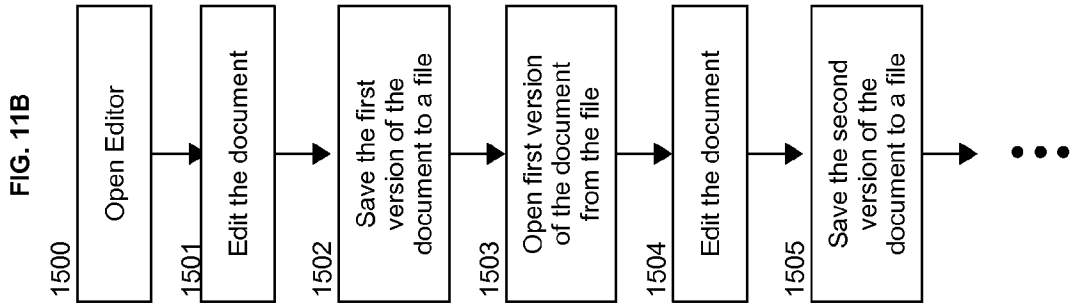 FIG. 11B
1500
Open Editor
1501
Edit the document
1502
Save the first
version of the
document to a file
1503
Open first version
of the document
from the file
1504
Edit the document
1505
Save the second
version of the
document to a file